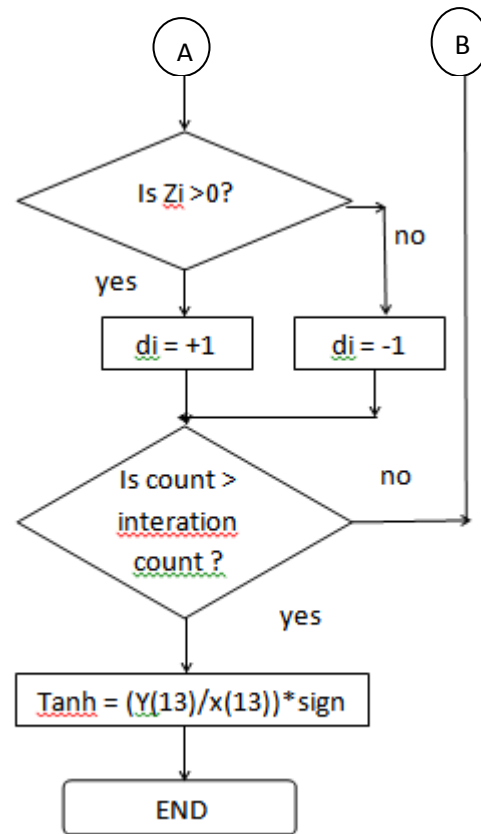 A
B
Is Zi >0?
no
yes
di = +1
di = -1
Is count >
interation
count ?
no
yes
Tanh = (Y(13)/x(13))*sign
END